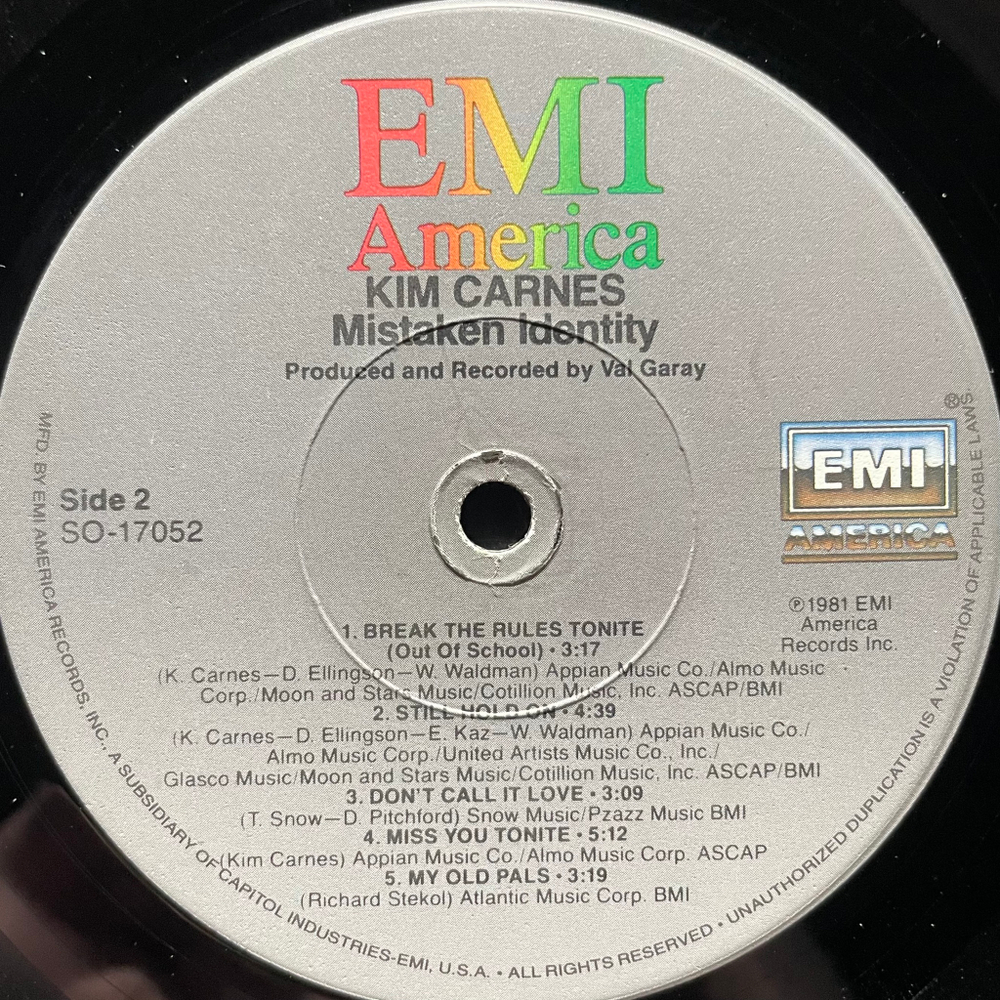 EMI
America
KIM CARNES
Mistaken Identity
Produced and Recorded by Val Garay
Side 2
SO-17052
EMI®
AMERICA
℗1981 EMI
America
Records Inc.
1. BREAK THE RULES TONITE
(Out Of School) • 3:17
(K. Carnes—D. Ellingson—W. Waldman) Appian Music Co./Almo Music
Corp./Moon and Stars Music/Cotillion Music, Inc. ASCAP/BMI
2. STILL HOLD ON • 4:39
(K. Carnes—D. Ellingson—E. Kaz—W. Waldman) Appian Music Co./
Almo Music Corp./United Artists Music Co., Inc./
Glasco Music/Moon and Stars Music/Cotillion Music, Inc. ASCAP/BMI
3. DON'T CALL IT LOVE • 3:09
(T. Snow—D. Pitchford) Snow Music/Pzazz Music BMI
4. MISS YOU TONITE • 5:12
(Kim Carnes) Appian Music Co./Almo Music Corp. ASCAP
5. MY OLD PALS • 3:19
(Richard Stekol) Atlantic Music Corp. BMI
MFD. BY EMI AMERICA RECORDS, INC., A SUBSIDIARY OF CAPITOL INDUSTRIES-EMI, U.S.A. • ALL RIGHTS RESERVED • UNAUTHORIZED DUPLICATION IS A VIOLATION OF APPLICABLE LAWS.